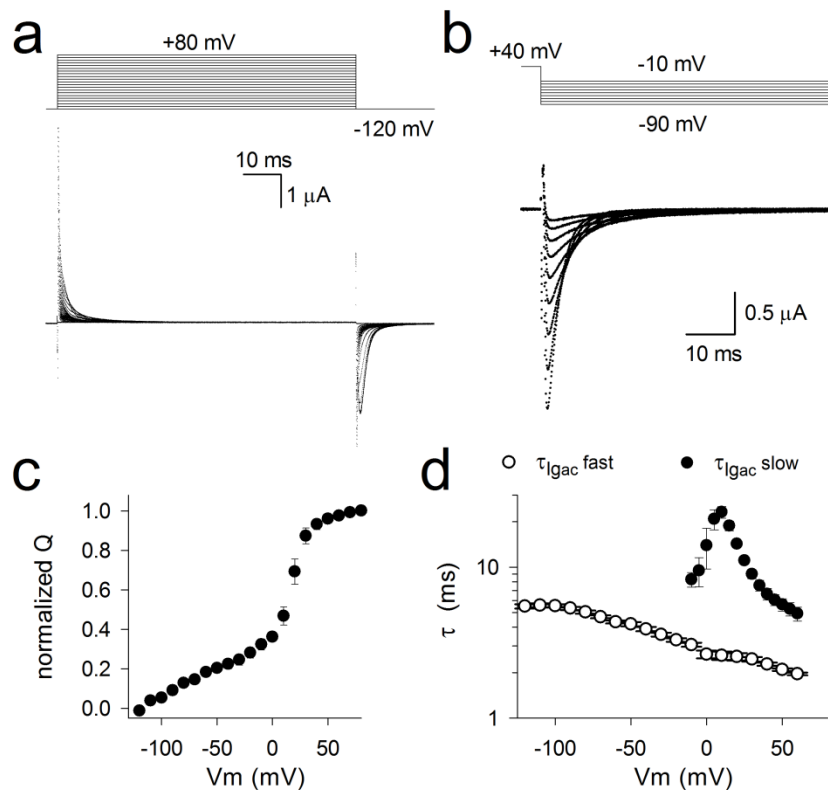 a
+80 mV
-120 mV
10 ms
1 μA
b
+40 mV
-10 mV
-90 mV
0.5 μA
10 ms
c
normalized Q
1.0
0.8
0.6
0.4
0.2
0.0
-100 -50 0 50
Vm (mV)
d
τIgac fast
τIgac slow
τ (ms)
10
1
-100 -50 0 50
Vm (mV)